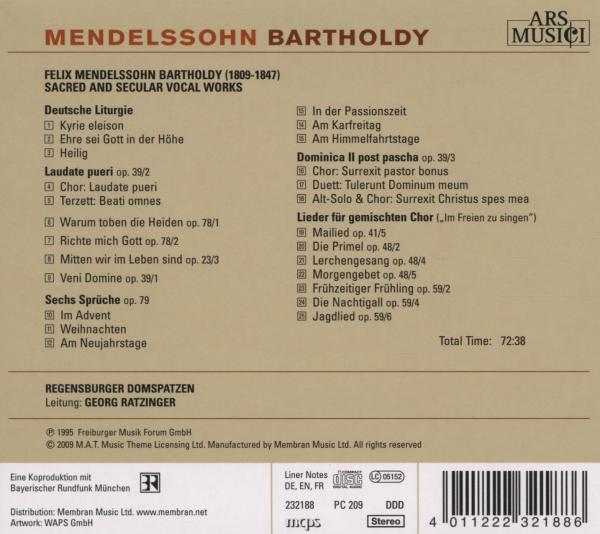 MENDELSSOHN BARTHOLDY
ARS
MUSICI
FELIX MENDELSSOHN BARTHOLDY (1809-1847)
SACRED AND SECULAR VOCAL WORKS
Deutsche Liturgie
1 Kyrie eleison
2 Ehre sei Gott in der Höhe
3 Heilig
Laudate pueri op. 39/2
4 Chor: Laudate pueri
5 Terzett: Beati omnes
6 Warum toben die Heiden op. 78/1
7 Richte mich Gott op. 78/2
8 Mitten wir im Leben sind op. 23/3
9 Veni Domine op. 39/1
Sechs Sprüche op. 79
10 Im Advent
11 Weihnachten
12 Am Neujahrstage
13 In der Passionszeit
14 Am Karfreitag
15 Am Himmelfahrtstage
Dominica II post pascha op. 39/3
16 Chor: Surrexit pastor bonus
17 Duett: Tulerunt Dominum meum
18 Alt-Solo & Chor: Surrexit Christus spes mea
Lieder für gemischten Chor („Im Freien zu singen“)
19 Mailied op. 41/5
20 Die Primel op. 48/2
21 Lerchengesang op. 48/4
22 Morgengebet op. 48/5
23 Frühzeitiger Frühling op. 59/2
24 Die Nachtigall op. 59/4
25 Jagdlied op. 59/6
Total Time: 72:38
REGENSBURGER DOMSPATZEN
Leitung: GEORG RATZINGER
℗ 1995 Freiburger Musik Forum GmbH
© 2009 M.A.T. Music Theme Licensing Ltd. Manufactured by Membran Music Ltd. All rights reserved
Eine Koproduktion mit
Bayerischer Rundfunk München
BR
Distribution: Membran Music Ltd. www.membran.net
Artwork: WAPS GmbH
Liner Notes
DE, EN, FR
COMPACT
disc
DIGITAL AUDIO
LC 05152
232188 PC 209 DDD
mcps
Stereo
4 011222 321886